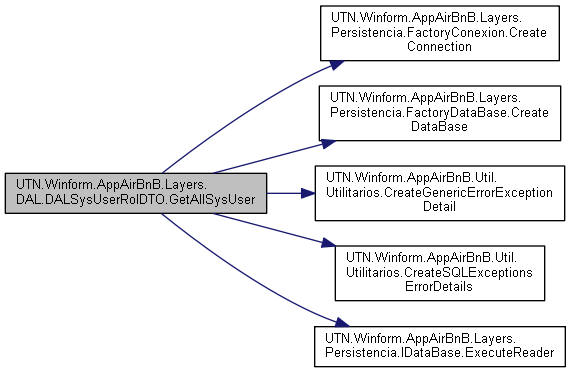 UTN.Winform.AppAirBnB.Layers.
Persistencia.FactoryConexion.Create
Connection
UTN.Winform.AppAirBnB.Layers.
Persistencia.FactoryDataBase.Create
DataBase
UTN.Winform.AppAirBnB.Layers.
DAL.DALSysUserRolDTO.GetAllSysUser
UTN.Winform.AppAirBnB.Util.
Utilitarios.CreateGenericErrorException
Detail
UTN.Winform.AppAirBnB.Util.
Utilitarios.CreateSQLExceptions
ErrorDetails
UTN.Winform.AppAirBnB.Layers.
Persistencia.IDataBase.ExecuteReader